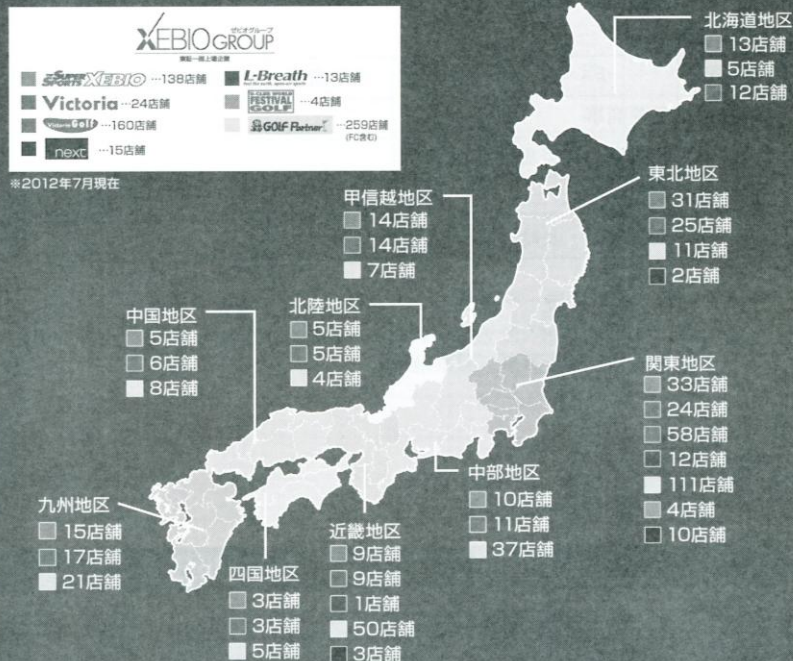 ゼビオグループ
XEBIO GROUP
東証一部上場企業
SUPER SPORTS XEBIO …138店舗
Victoria …24店舗
Victoria Golf …160店舗
next …15店舗
L-Breath …13店舗
FESTIVAL GOLF …4店舗
GOLF Partner …259店舗
(FC含む)
※2012年7月現在
北海道地区
13店舗
5店舗
12店舗
東北地区
31店舗
25店舗
11店舗
2店舗
甲信越地区
14店舗
14店舗
7店舗
北陸地区
5店舗
5店舗
4店舗
中国地区
5店舗
6店舗
8店舗
関東地区
33店舗
24店舗
58店舗
12店舗
111店舗
4店舗
10店舗
中部地区
10店舗
11店舗
37店舗
九州地区
15店舗
17店舗
21店舗
四国地区
3店舗
3店舗
5店舗
近畿地区
9店舗
9店舗
1店舗
50店舗
3店舗